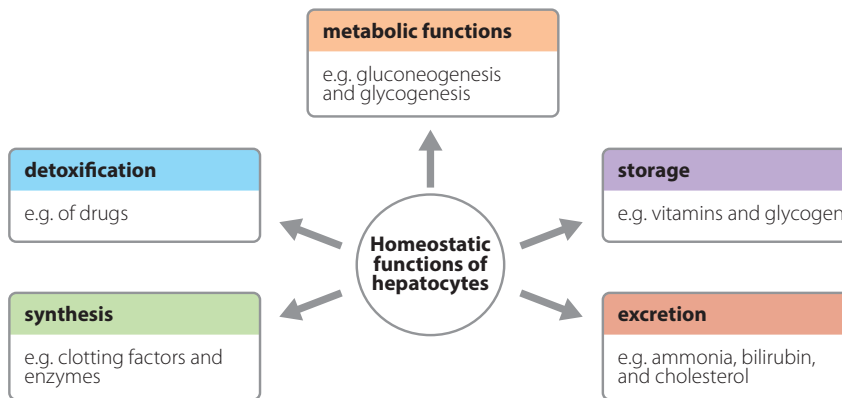 metabolic functions
e.g. gluconeogenesis
and glycogenesis
detoxification
e.g. of drugs
storage
e.g. vitamins and glycogen
Homeostatic
functions of
hepatocytes
synthesis
e.g. clotting factors and
enzymes
excretion
e.g. ammonia, bilirubin,
and cholesterol